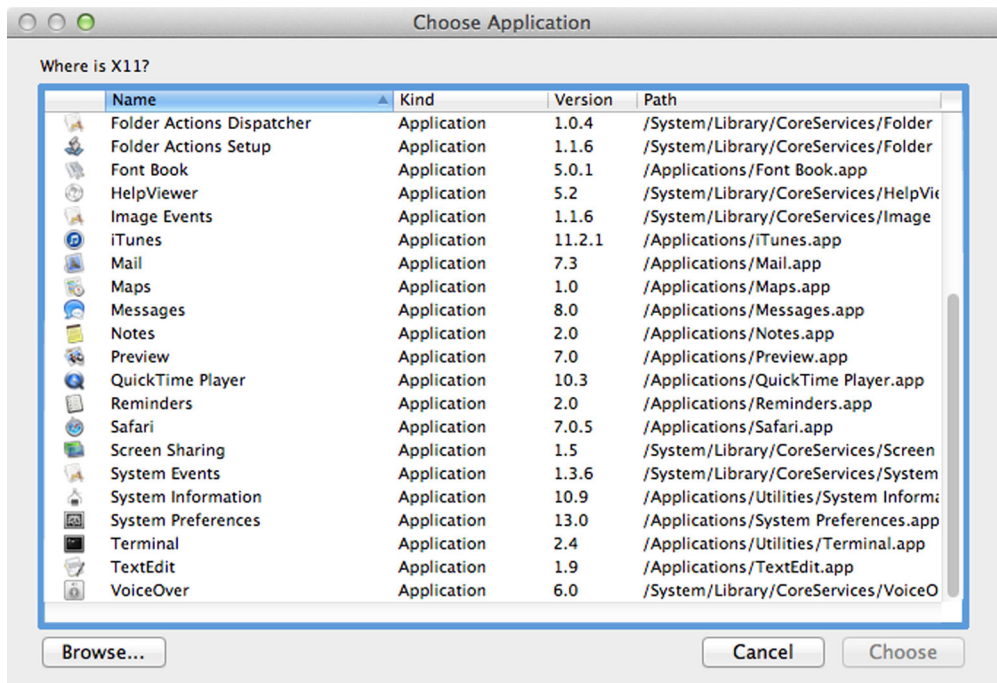 Choose Application
Where is X11?
Name Kind Version Path
Folder Actions Dispatcher Application 1.0.4 /System/Library/CoreServices/Folder
Folder Actions Setup Application 1.1.6 /System/Library/CoreServices/Folder
Font Book Application 5.0.1 /Applications/Font Book.app
HelpViewer Application 5.2 /System/Library/CoreServices/HelpVie
Image Events Application 1.1.6 /System/Library/CoreServices/Image
iTunes Application 11.2.1 /Applications/iTunes.app
Mail Application 7.3 /Applications/Mail.app
Maps Application 1.0 /Applications/Maps.app
Messages Application 8.0 /Applications/Messages.app
Notes Application 2.0 /Applications/Notes.app
Preview Application 7.0 /Applications/Preview.app
QuickTime Player Application 10.3 /Applications/QuickTime Player.app
Reminders Application 2.0 /Applications/Reminders.app
Safari Application 7.0.5 /Applications/Safari.app
Screen Sharing Application 1.5 /System/Library/CoreServices/Screen
System Events Application 1.3.6 /System/Library/CoreServices/System
System Information Application 10.9 /Applications/Utilities/System Informa
System Preferences Application 13.0 /Applications/System Preferences.app
Terminal Application 2.4 /Applications/Utilities/Terminal.app
TextEdit Application 1.9 /Applications/TextEdit.app
VoiceOver Application 6.0 /System/Library/CoreServices/VoiceO
Browse... Cancel Choose